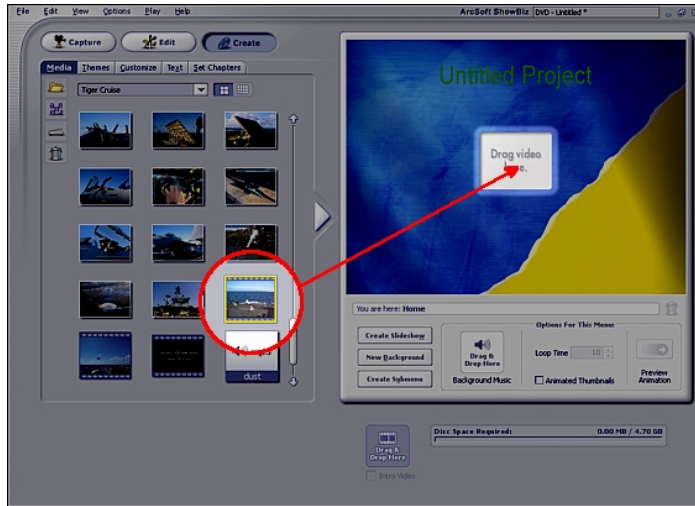 File Edit View Options Play Help
ArcSoft ShowBiz DVD - Untitled *
Capture Edit Create
Media Themes Customize Text Set Chapters
Tiger Cruise
Untitled Project
Drag video
here.
dust
You are here: Home
Create Slideshow
New Background
Create Submenu
Drag &
Drop Here
Background Music
Options For This Menu:
Loop Time 10
Animated Thumbnails
Preview
Animation
Drag &
Drop Here
Intro Video
Disc Space Required: 0.00 MB / 4.70 GB